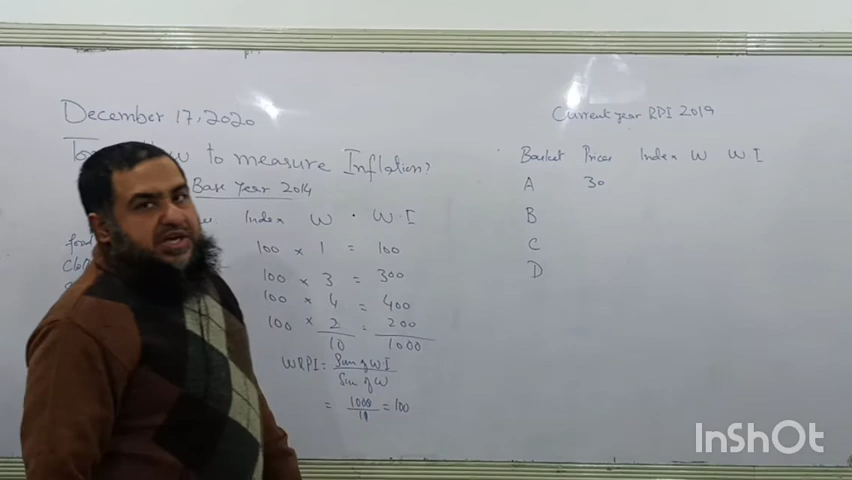 December 17, 2020
to measure Inflation?
Base Year 2014
Index W . W.I
food 100 × 1 = 100
100 × 3 = 300
100 × 4 = 400
100 × 2 = 200
10 1000
WRPI = Sum of WI
Sum of W
= 1000 = 100
10
Current year RPI 2019
Basket Prices Index W W I
A 30
B
C
D
InShOt